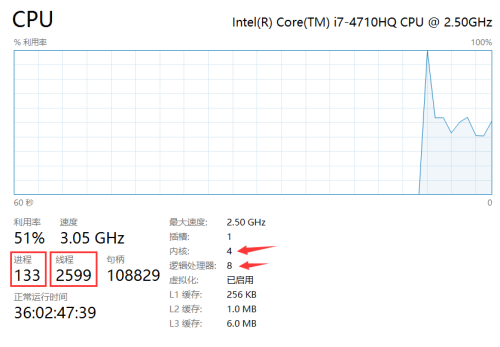 CPU
Intel(R) Core(TM) i7-4710HQ CPU @ 2.50GHz
% 利用率
100%
60 秒
0
利用率 速度
51% 3.05 GHz
进程 线程 句柄
133 2599 108829
正常运行时间
36:02:47:39
最大速度: 2.50 GHz
插槽: 1
内核: 4
逻辑处理器: 8
虚拟化: 已启用
L1 缓存: 256 KB
L2 缓存: 1.0 MB
L3 缓存: 6.0 MB